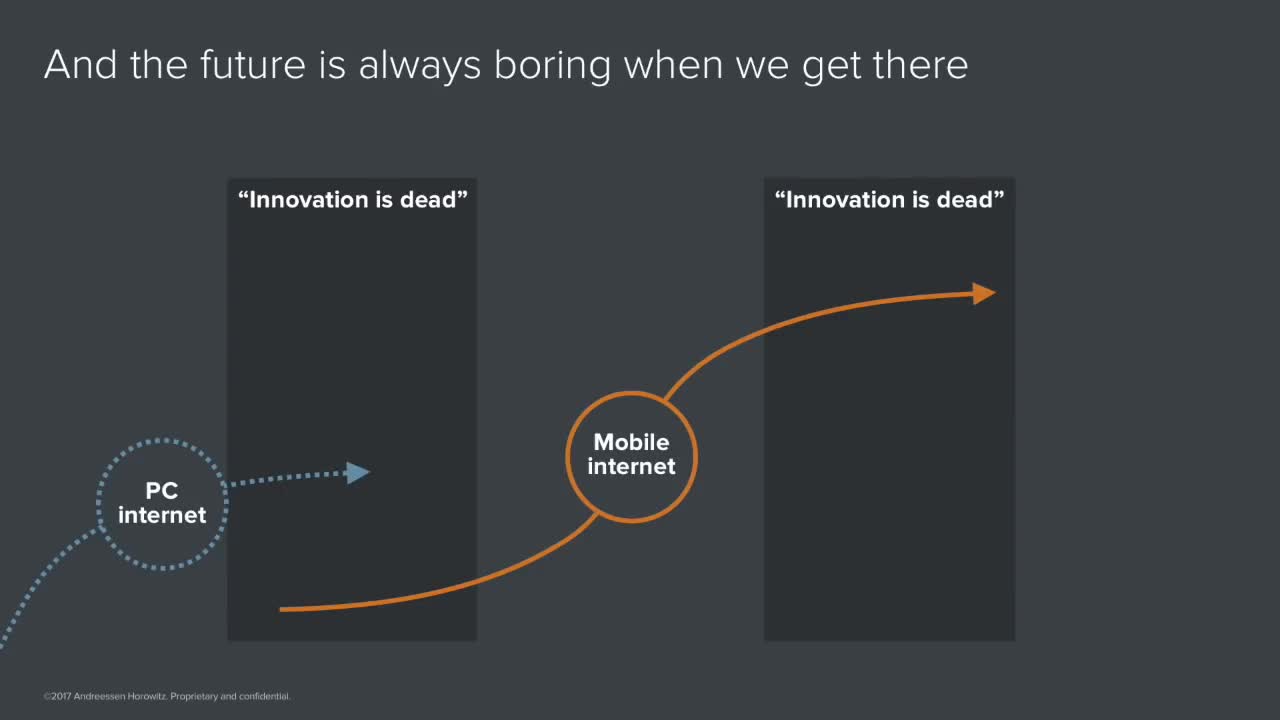 And the future is always boring when we get there
“Innovation is dead”
“Innovation is dead”
Mobile
internet
PC
internet
©2017 Andreessen Horowitz. Proprietary and confidential.